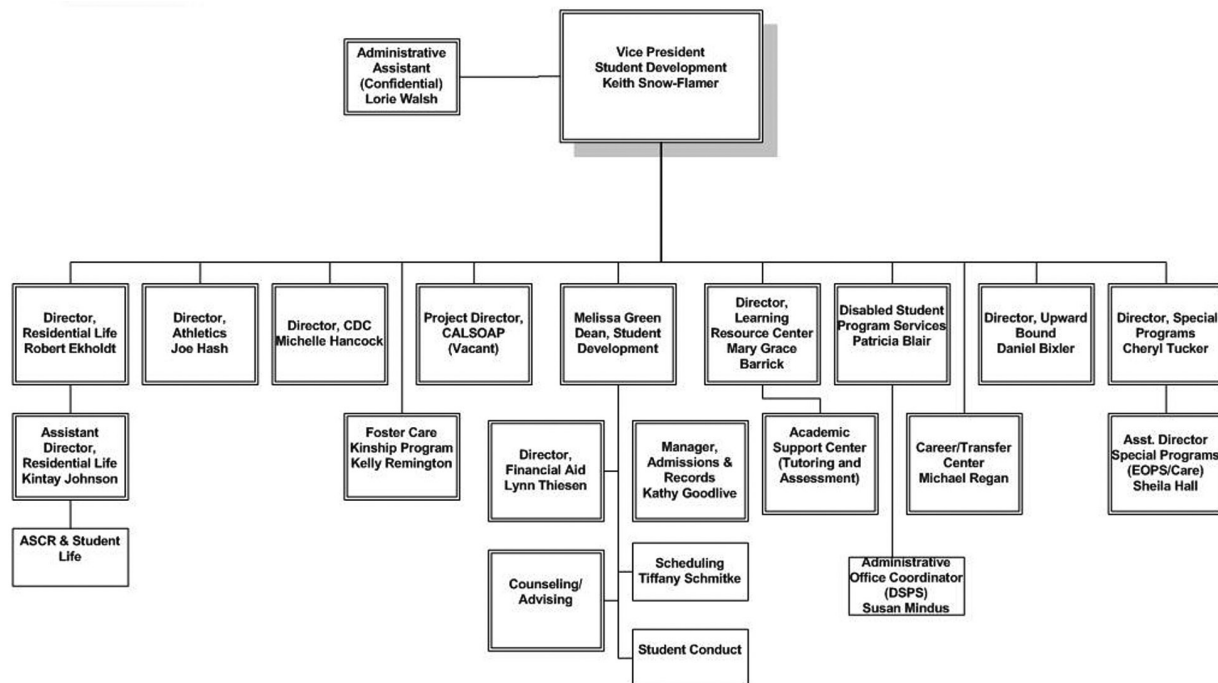 Administrative
Assistant
(Confidential)
Lorie Walsh
Vice President
Student Development
Keith Snow-Flamer
Director,
Residential Life
Robert Ekholdt
Director,
Athletics
Joe Hash
Director, CDC
Michelle Hancock
Project Director,
CALSOAP
(Vacant)
Melissa Green
Dean, Student
Development
Director,
Learning
Resource Center
Mary Grace
Barrick
Disabled Student
Program Services
Patricia Blair
Director, Upward
Bound
Daniel Bixler
Director, Special
Programs
Cheryl Tucker
Assistant
Director,
Residential Life
Kintay Johnson
Foster Care
Kinship Program
Kelly Remington
Director,
Financial Aid
Lynn Thiesen
Manager,
Admissions &
Records
Kathy Goodlive
Academic
Support Center
(Tutoring and
Assessment)
Career/Transfer
Center
Michael Regan
Asst. Director
Special Programs
(EOPS/Care)
Sheila Hall
ASCR & Student
Life
Counseling/
Advising
Scheduling
Tiffany Schmitke
Administrative
Office Coordinator
(DSPS)
Susan Mindus
Student Conduct